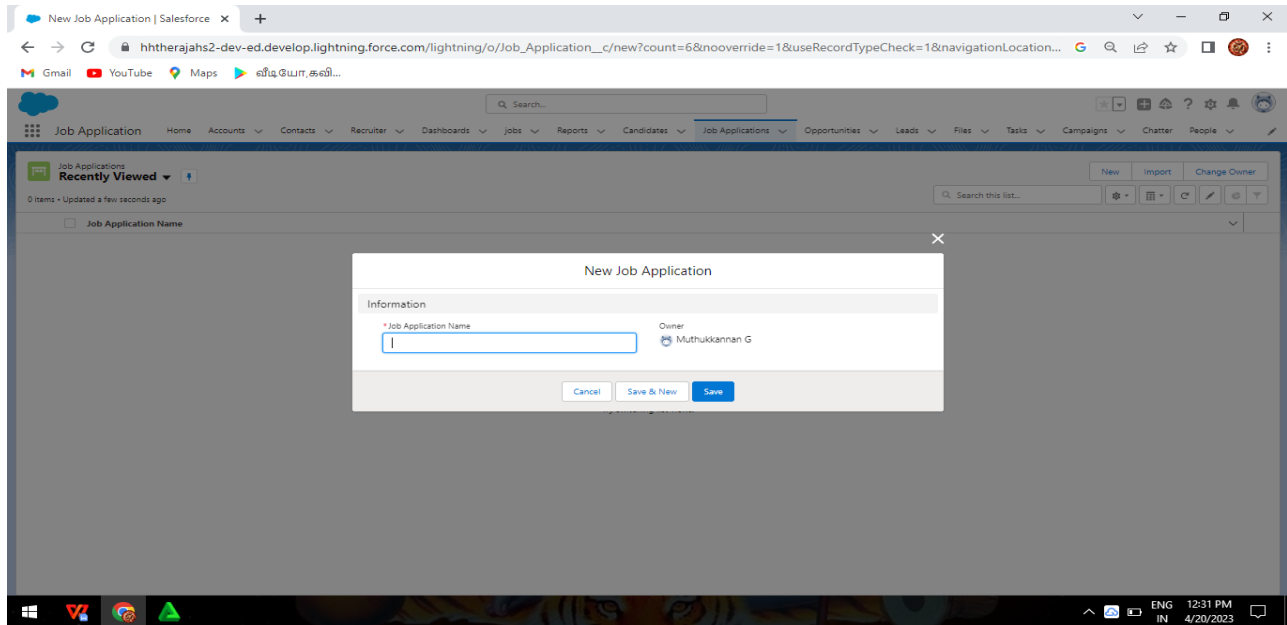 New Job Application | Salesforce
hhtherajahs2-dev-ed.develop.lightning.force.com/lightning/o/Job_Application__c/new?count=6&nooverride=1&useRecordTypeCheck=1&navigationLocation...
Gmail YouTube Maps வீடியோ,கவி...
Search...
Job Application Home Accounts Contacts Recruiter Dashboards jobs Reports Candidates Job Applications Opportunities Leads Files Tasks Campaigns Chatter People
Job Applications
Recently Viewed
New Import Change Owner
0 items • Updated a few seconds ago
Search this list...
Job Application Name
New Job Application
Information
*Job Application Name
Owner
Muthukkannan G
Cancel Save & New Save
ENG 12:31 PM
IN 4/20/2023